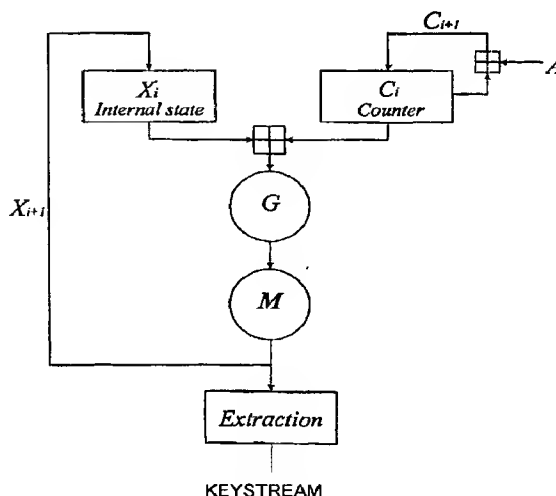 C_{i+1}
A
X_i
Internal state
C_i
Counter
X_{i+1}
G
M
Extraction
KEYSTREAM